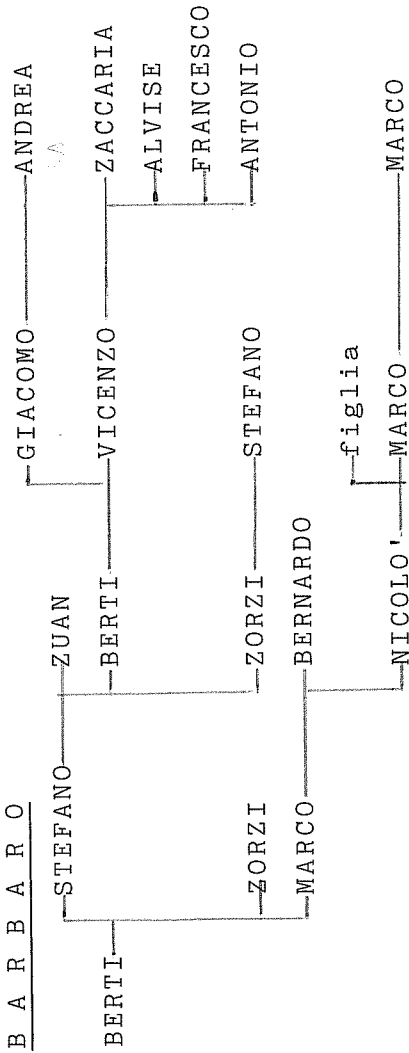 B A R B A R O GIACOMO ANDREA
STEFANO ZUAN
BERTI BERTI VICENZO ZACCARIA
ALVISE
FRANCESCO
ZORZI ZORZI STEFANO ANTONIO
MARCO BERNARDO
figlia
NICOLO' MARCO MARCO